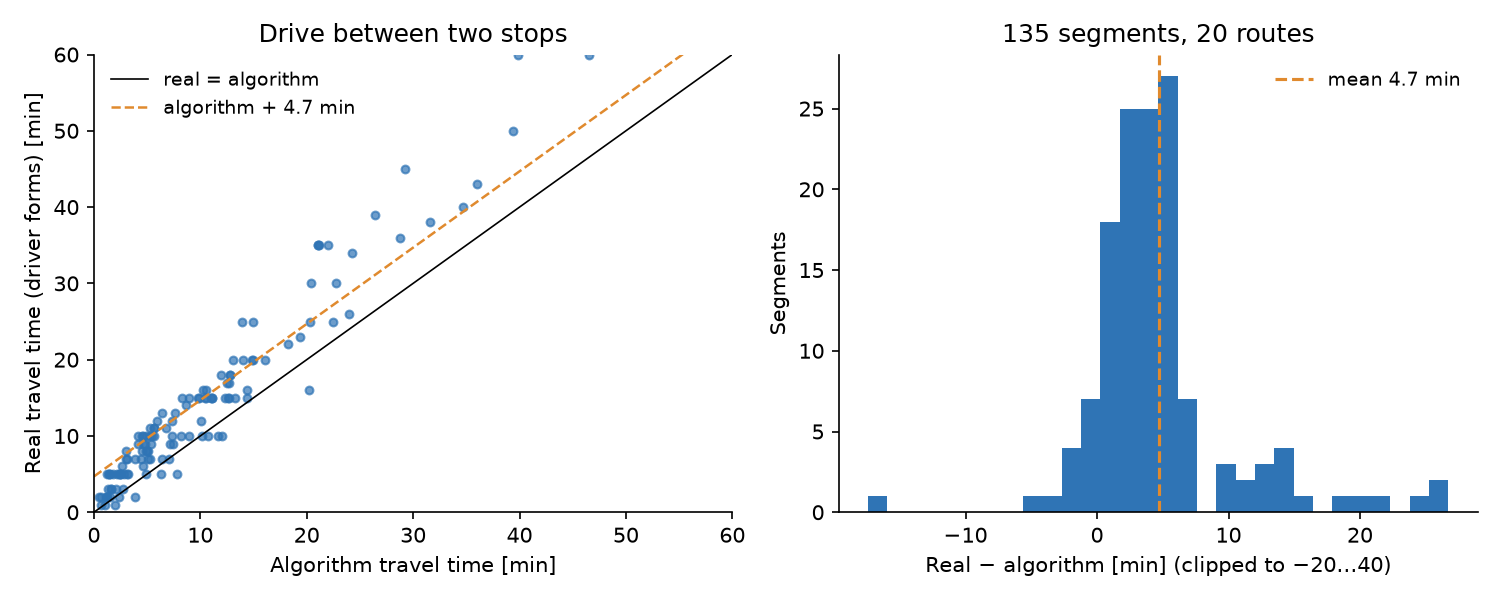 Drive between two stops
real = algorithm
algorithm + 4.7 min
Real travel time (driver forms) [min]
60
50
40
30
20
10
0
0 10 20 30 40 50 60
Algorithm travel time [min]
135 segments, 20 routes
mean 4.7 min
Segments
25
20
15
10
5
0
−10 0 10 20
Real − algorithm [min] (clipped to −20…40)